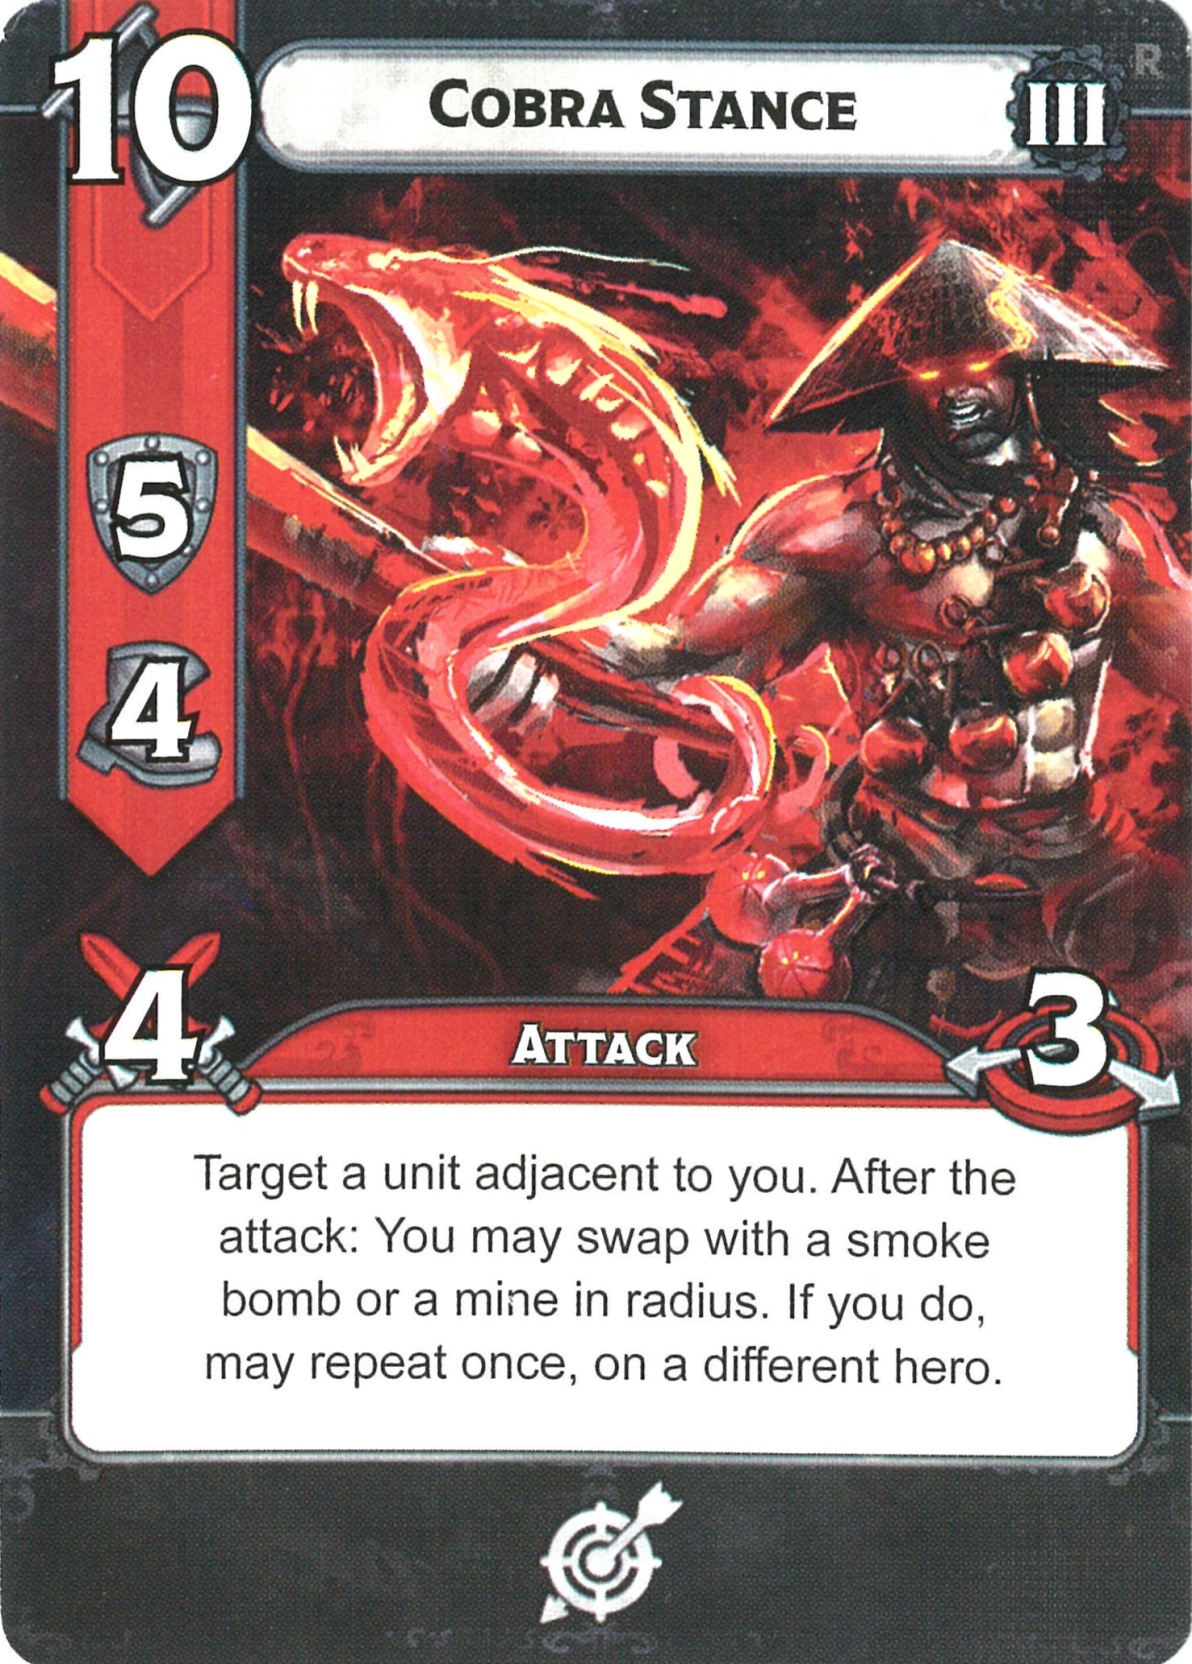 10
COBRA STANCE
III
R
5
4
4
ATTACK
3
Target a unit adjacent to you. After the
attack: You may swap with a smoke
bomb or a mine in radius. If you do,
may repeat once, on a different hero.